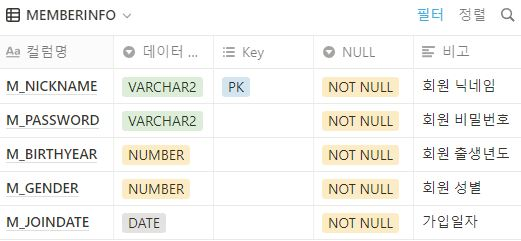 MEMBERINFO 필터 정렬
Aa 컬럼명 데이터 ... Key NULL 비고
M_NICKNAME VARCHAR2 PK NOT NULL 회원 닉네임
M_PASSWORD VARCHAR2 NOT NULL 회원 비밀번호
M_BIRTHYEAR NUMBER NOT NULL 회원 출생년도
M_GENDER NUMBER NOT NULL 회원 성별
M_JOINDATE DATE NOT NULL 가입일자